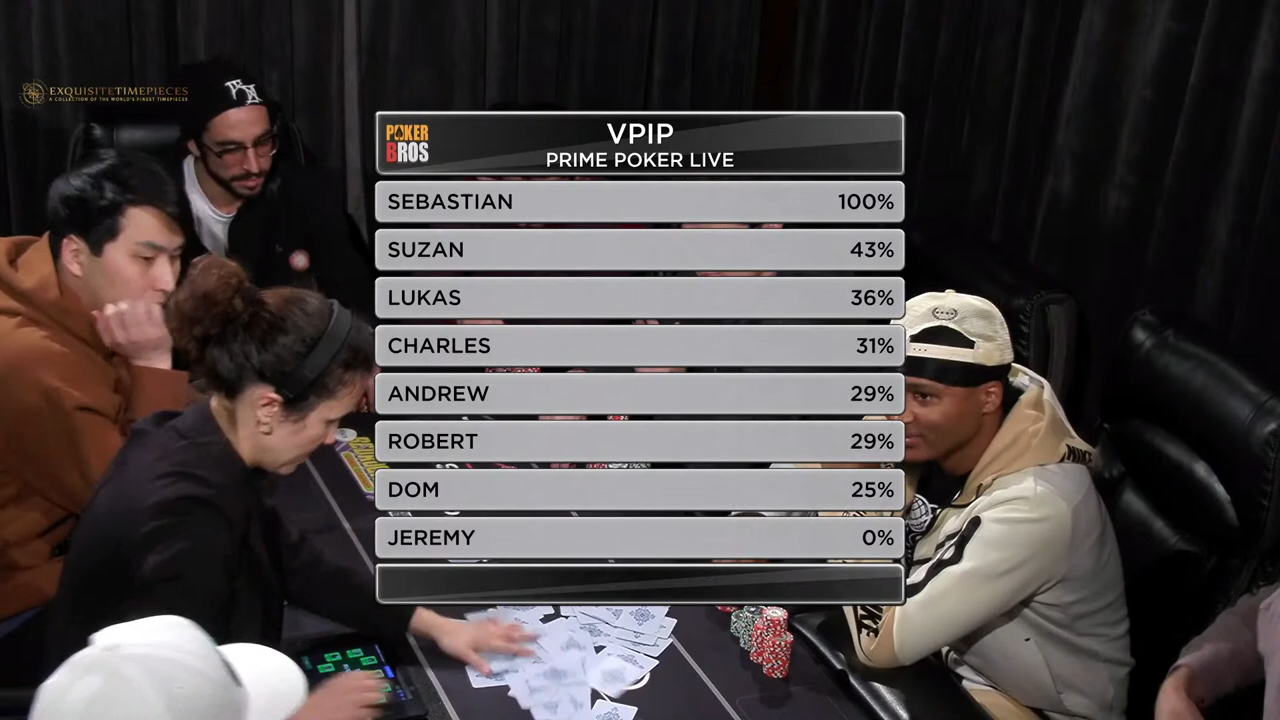 EXQUISITETIMEPIECES
A COLLECTION OF THE WORLD'S FINEST TIMEPIECES
POKER
BROS
VPIP
PRIME POKER LIVE
SEBASTIAN 100%
SUZAN 43%
LUKAS 36%
CHARLES 31%
ANDREW 29%
ROBERT 29%
DOM 25%
JEREMY 0%
NIKE